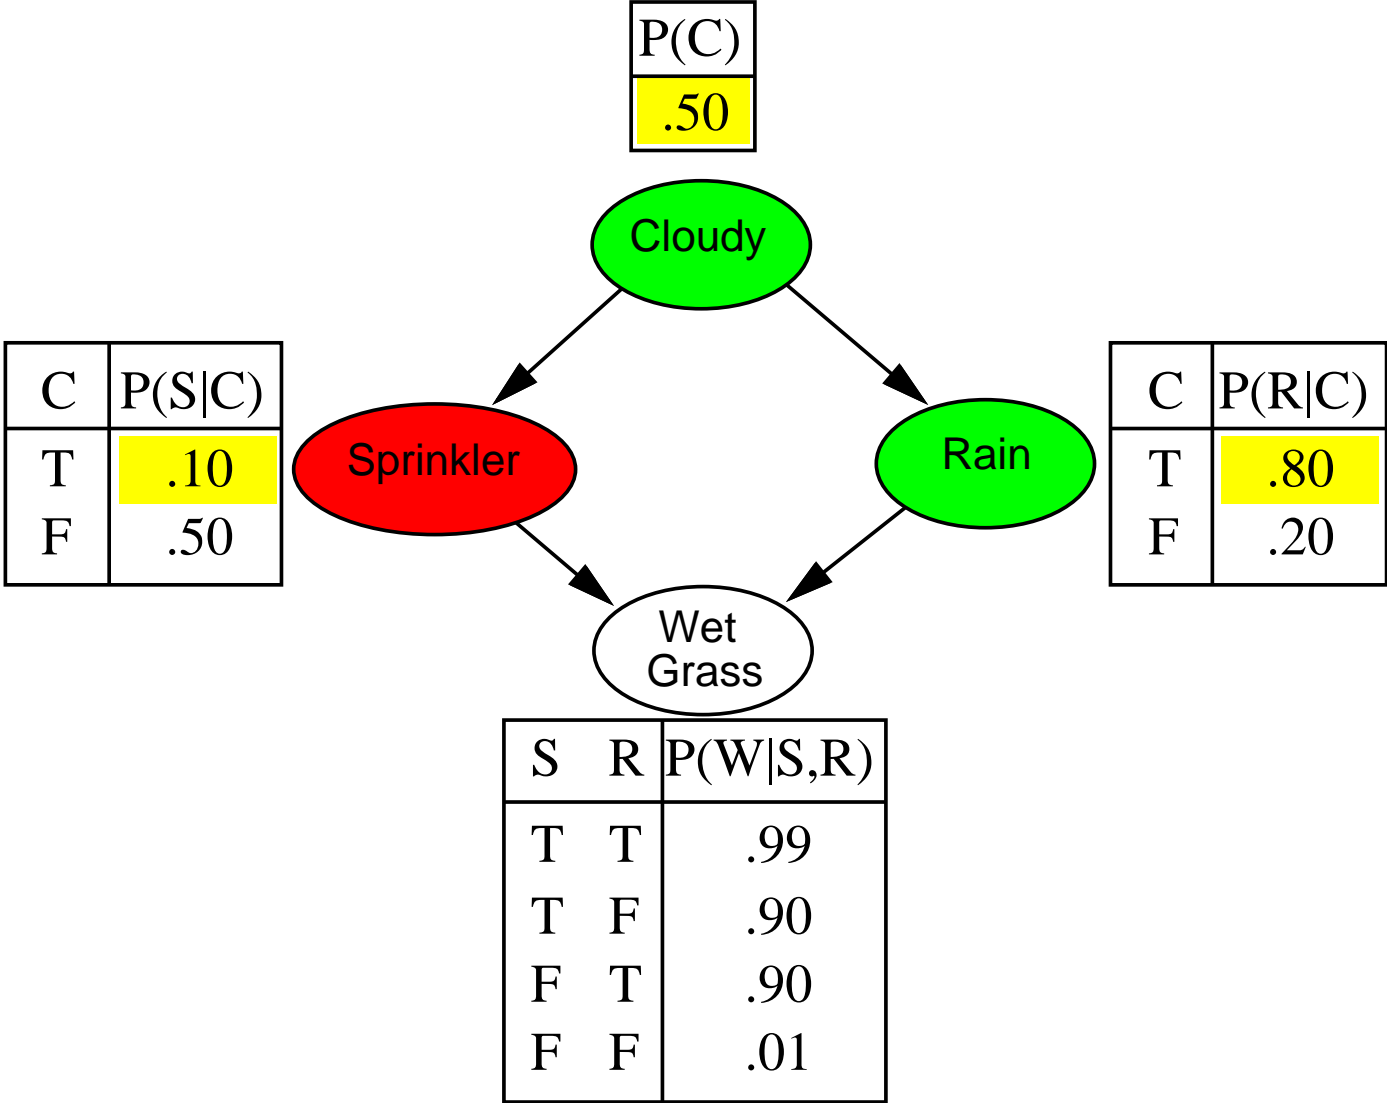 P(C)
.50
Cloudy
C P(S|C)
T .10
F .50
Sprinkler
Rain
C P(R|C)
T .80
F .20
Wet
Grass
S R P(W|S,R)
T T .99
T F .90
F T .90
F F .01